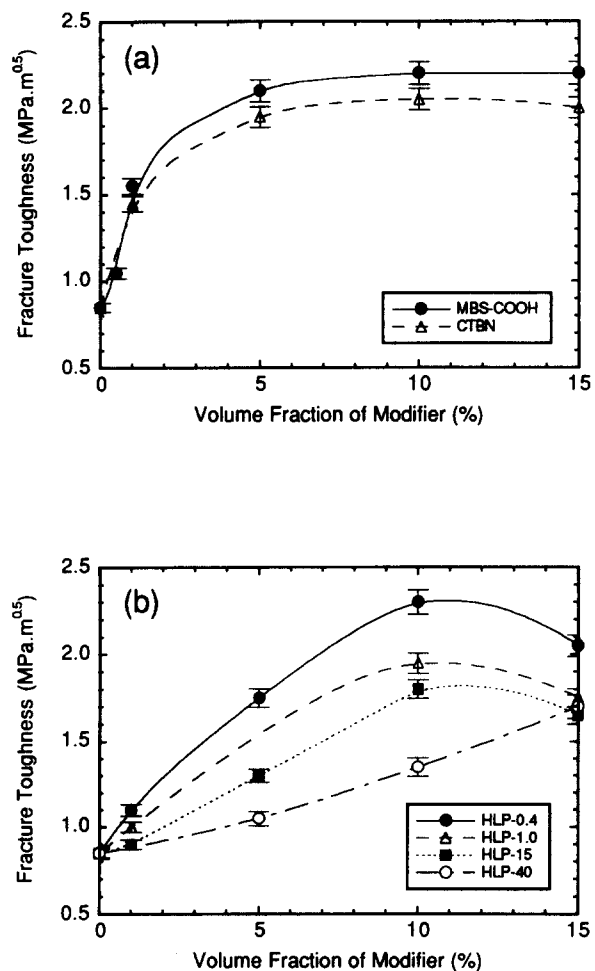 (a)
2.5
2.0
1.5
1.0
0.5
Fracture Toughness (MPa.m0.5)
MBS-COOH
CTBN
0 5 10 15
Volume Fraction of Modifier (%)
(b)
2.5
2.0
1.5
1.0
0.5
Fracture Toughness (MPa.m0.5)
HLP-0.4
HLP-1.0
HLP-15
HLP-40
0 5 10 15
Volume Fraction of Modifier (%)